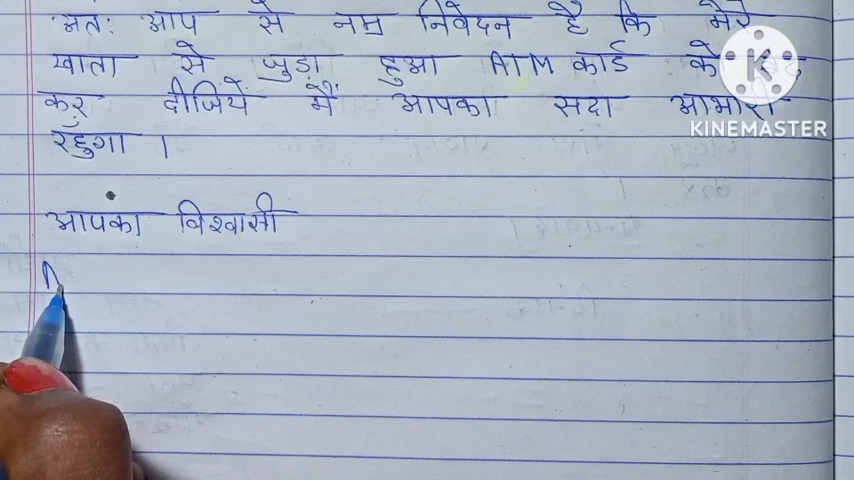 अतः आप से नम्र निवेदन है कि मेरे
खाता से जुड़ा हुआ ATM कार्ड को
कर दीजिये मैं आपका सदा आभारी
रहुँगा ।
KINEMASTER
आपका विश्वासी